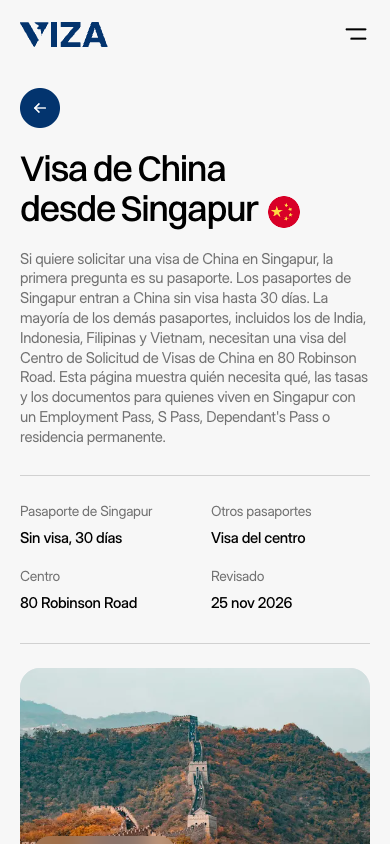 VIZA
Visa de China
desde Singapur
Si quiere solicitar una visa de China en Singapur, la
primera pregunta es su pasaporte. Los pasaportes de
Singapur entran a China sin visa hasta 30 días. La
mayoría de los demás pasaportes, incluidos los de India,
Indonesia, Filipinas y Vietnam, necesitan una visa del
Centro de Solicitud de Visas de China en 80 Robinson
Road. Esta página muestra quién necesita qué, las tasas
y los documentos para quienes viven en Singapur con
un Employment Pass, S Pass, Dependant's Pass o
residencia permanente.
Pasaporte de Singapur
Sin visa, 30 días
Otros pasaportes
Visa del centro
Centro
80 Robinson Road
Revisado
25 nov 2026